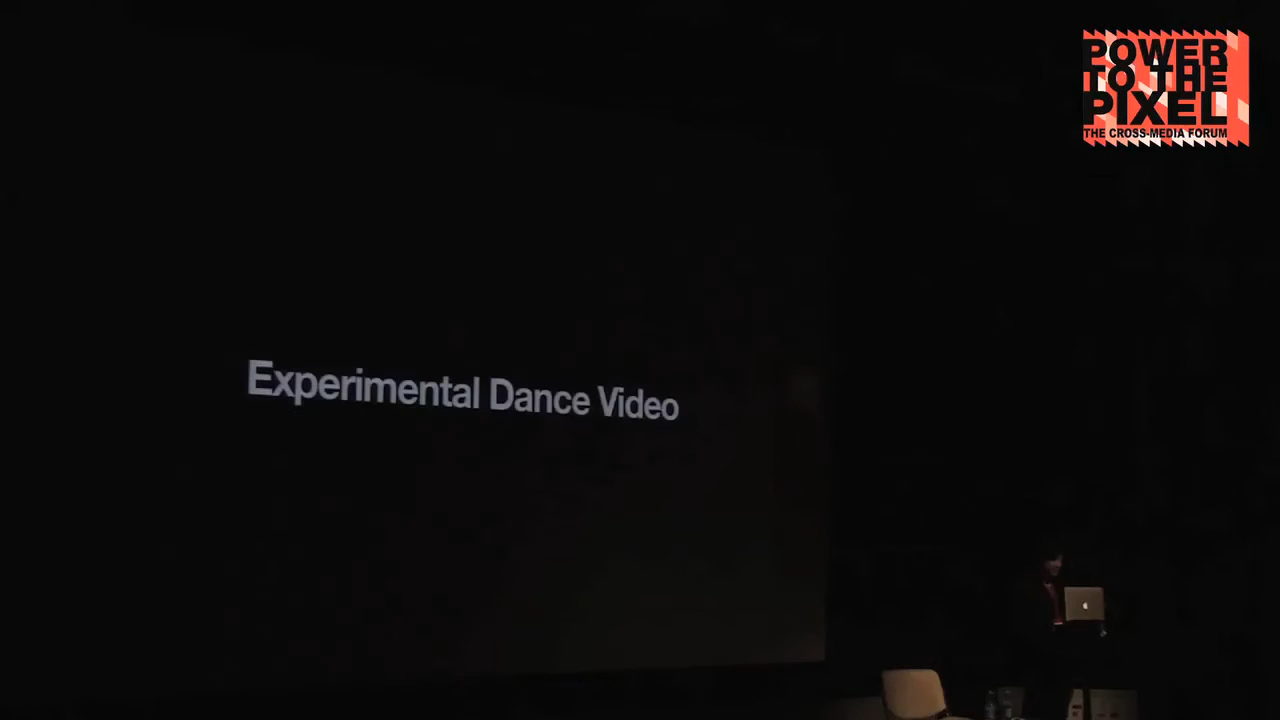 POWER
TO THE
PIXEL
THE CROSS-MEDIA FORUM
Experimental Dance Video